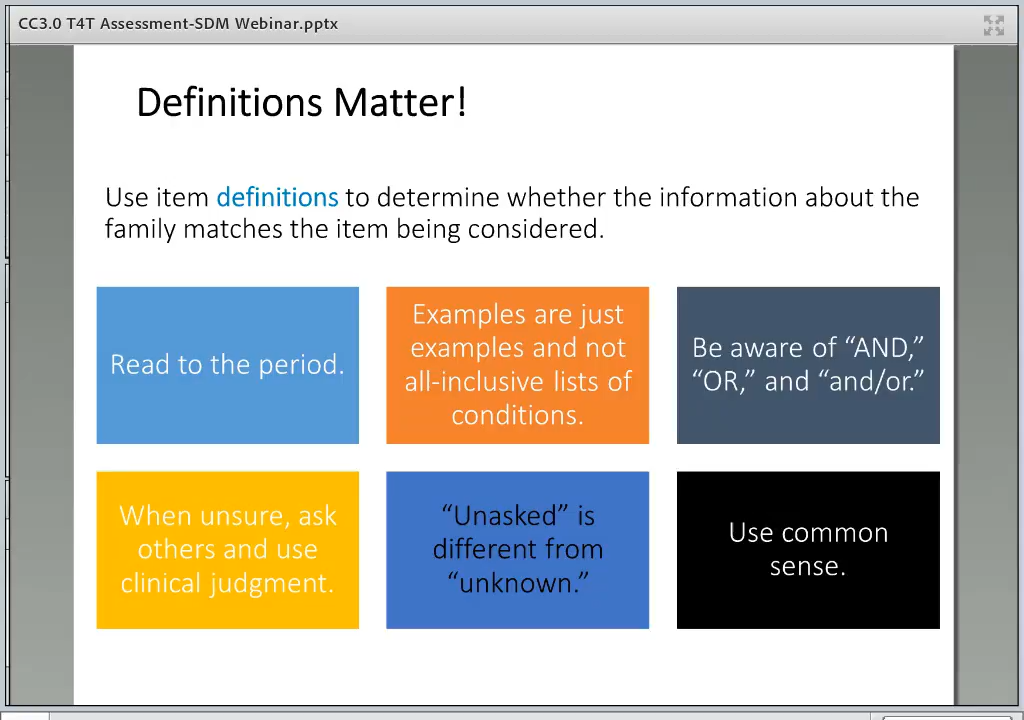 CC3.0 T4T Assessment-SDM Webinar.pptx
Definitions Matter!
Use item definitions to determine whether the information about the
family matches the item being considered.
Read to the period.
Examples are just
examples and not
all-inclusive lists of
conditions.
Be aware of “AND,”
“OR,” and “and/or.”
When unsure, ask
others and use
clinical judgment.
“Unasked” is
different from
“unknown.”
Use common
sense.